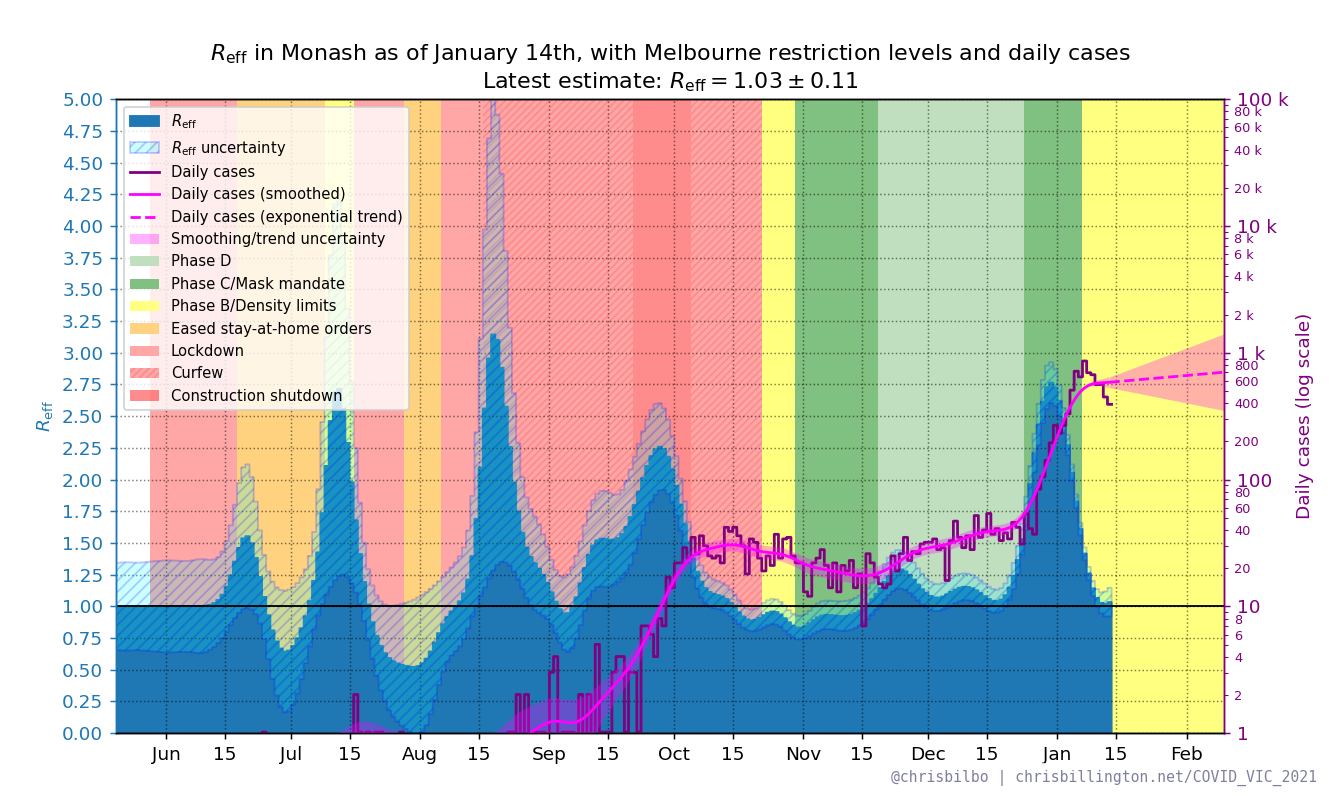 Reff in Monash as of January 14th, with Melbourne restriction levels and daily cases
Latest estimate: Reff = 1.03 ± 0.11
Reff
Reff uncertainty
Daily cases
Daily cases (smoothed)
Daily cases (exponential trend)
Smoothing/trend uncertainty
Phase D
Phase C/Mask mandate
Phase B/Density limits
Eased stay-at-home orders
Lockdown
Curfew
Construction shutdown
Reff
5.00
4.75
4.50
4.25
4.00
3.75
3.50
3.25
3.00
2.75
2.50
2.25
2.00
1.75
1.50
1.25
1.00
0.75
0.50
0.25
0.00
Jun 15 Jul 15 Aug 15 Sep 15 Oct 15 Nov 15 Dec 15 Jan 15 Feb
100 k
80 k
60 k
40 k
20 k
10 k
8 k
6 k
4 k
2 k
1 k
800
600
400
200
100
80
60
40
20
10
8
6
4
2
1
Daily cases (log scale)
@chrisbilbo | chrisbillington.net/COVID_VIC_2021